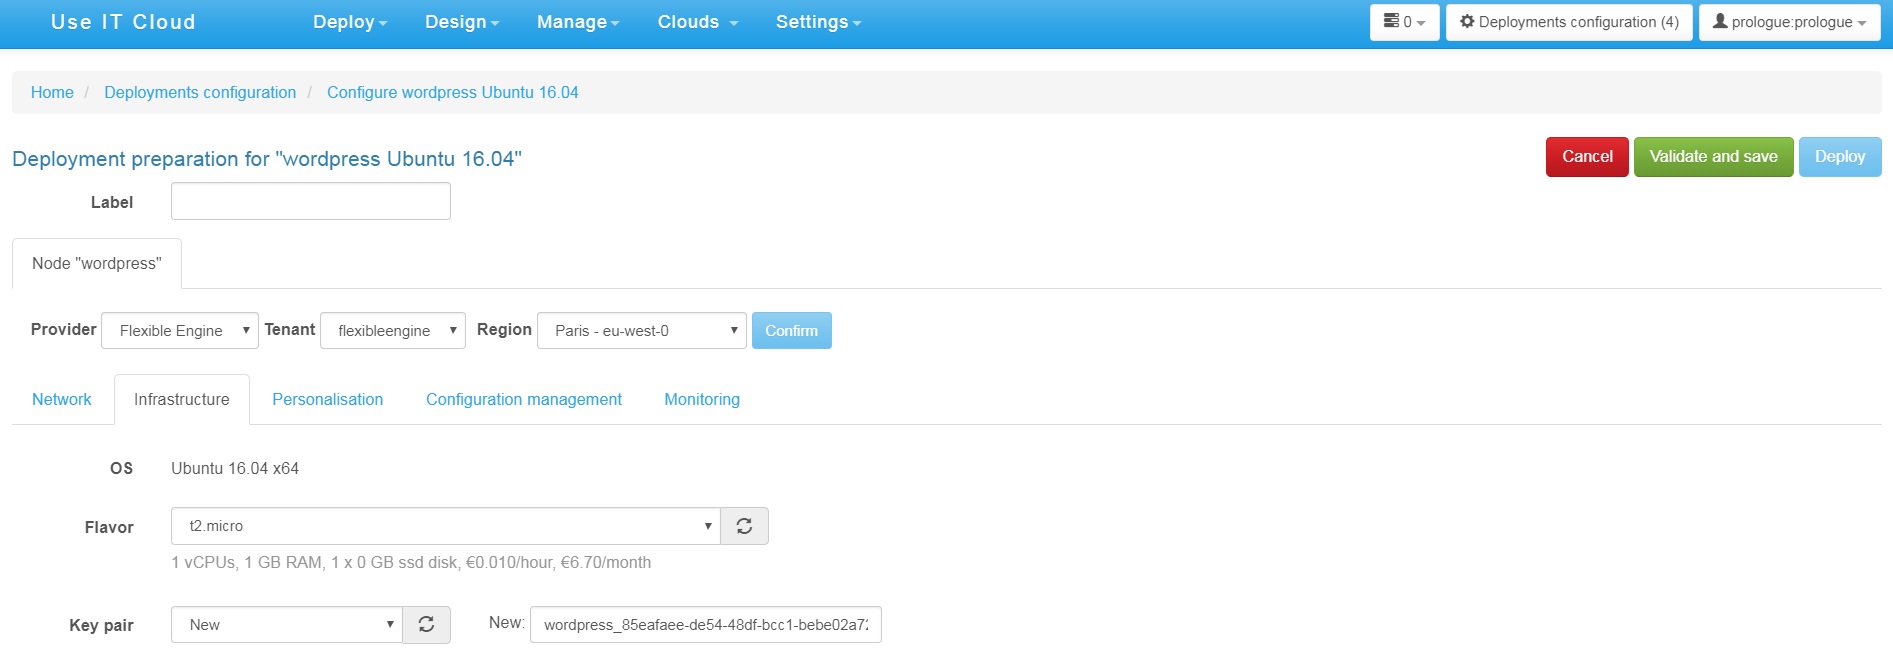 Use IT Cloud Deploy Design Manage Clouds Settings 0 Deployments configuration (4) prologue:prologue
Home / Deployments configuration / Configure wordpress Ubuntu 16.04
Deployment preparation for "wordpress Ubuntu 16.04" Cancel Validate and save Deploy
Label
Node "wordpress"
Provider Flexible Engine Tenant flexibleengine Region Paris - eu-west-0 Confirm
Network Infrastructure Personalisation Configuration management Monitoring
OS Ubuntu 16.04 x64
Flavor t2.micro
1 vCPUs, 1 GB RAM, 1 x 0 GB ssd disk, €0.010/hour, €6.70/month
Key pair New New: wordpress_85eafaee-de54-48df-bcc1-bebe02a72